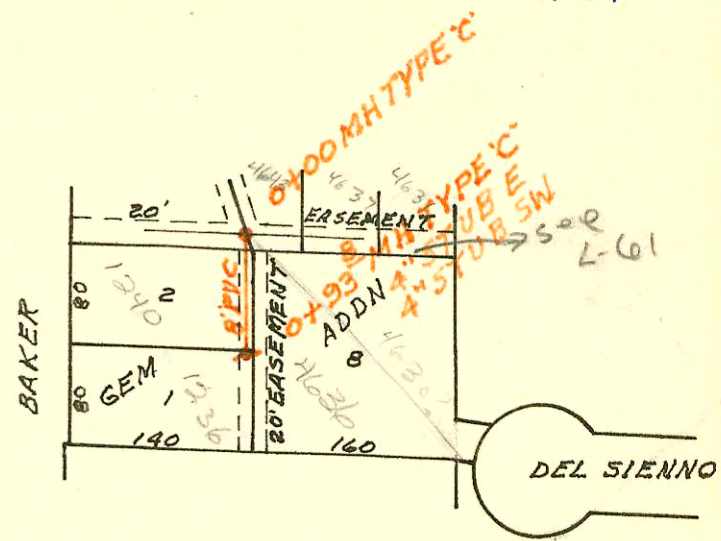 0+00 MH TYPE 'C'
4637
20'
EASEMENT
0+93 MH TYPE 'C'
4" STUB E
4" STUB SW
see
L-61
8
ADDN
8
4636
4630
20' EASEMENT
8" PVC
BAKER
80
1240
2
80
GEM
1
1236
140
160
DEL SIENNO